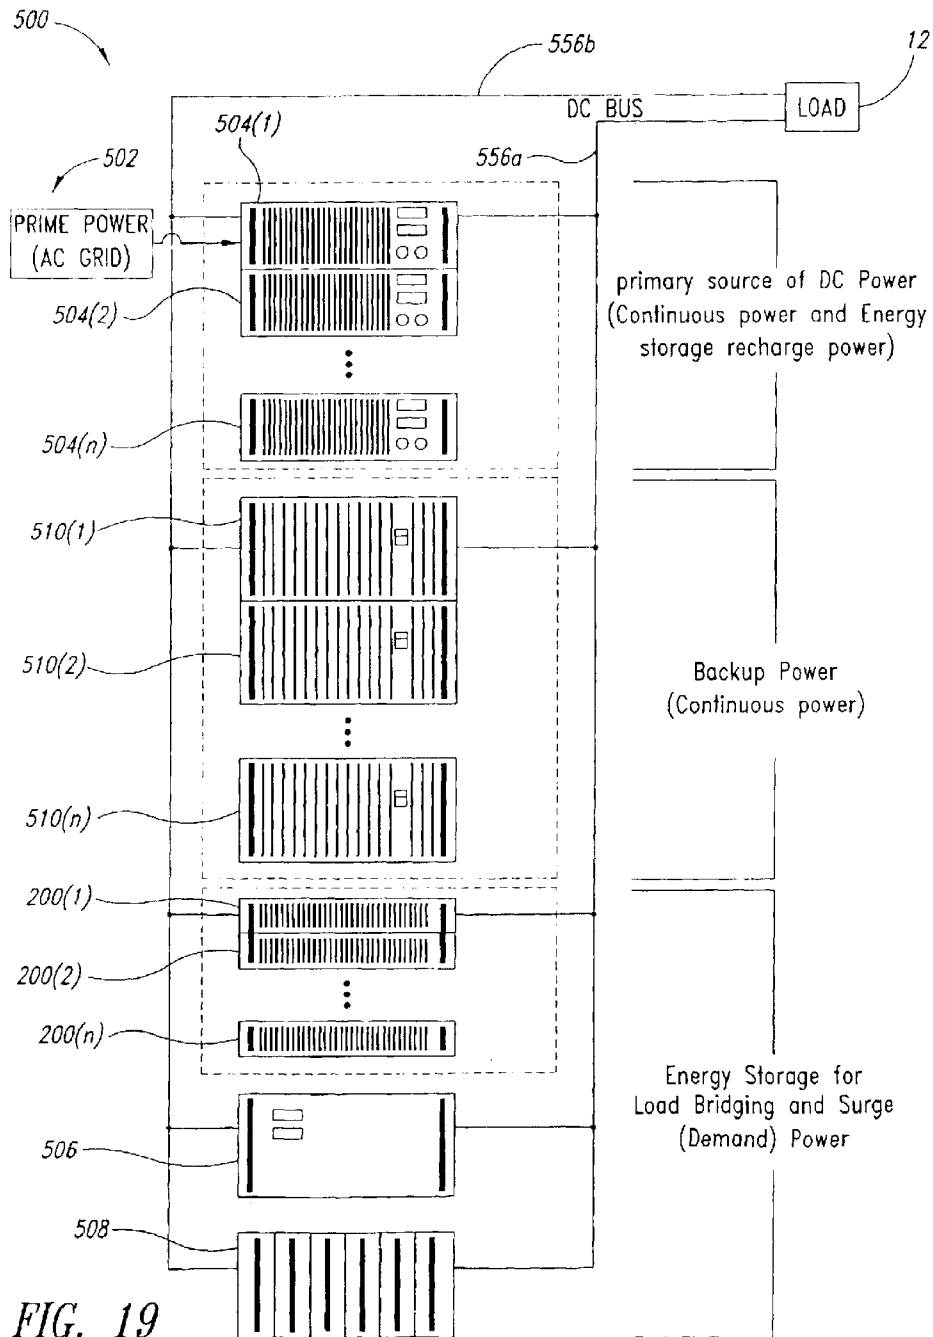 500
556b
12
504(1)
DC BUS
LOAD
502
556a
PRIME POWER
(AC GRID)
504(2)
primary source of DC Power
(Continuous power and Energy
storage recharge power)
504(n)
510(1)
510(2)
Backup Power
(Continuous power)
510(n)
200(1)
200(2)
200(n)
Energy Storage for
Load Bridging and Surge
(Demand) Power
506
508
FIG. 19